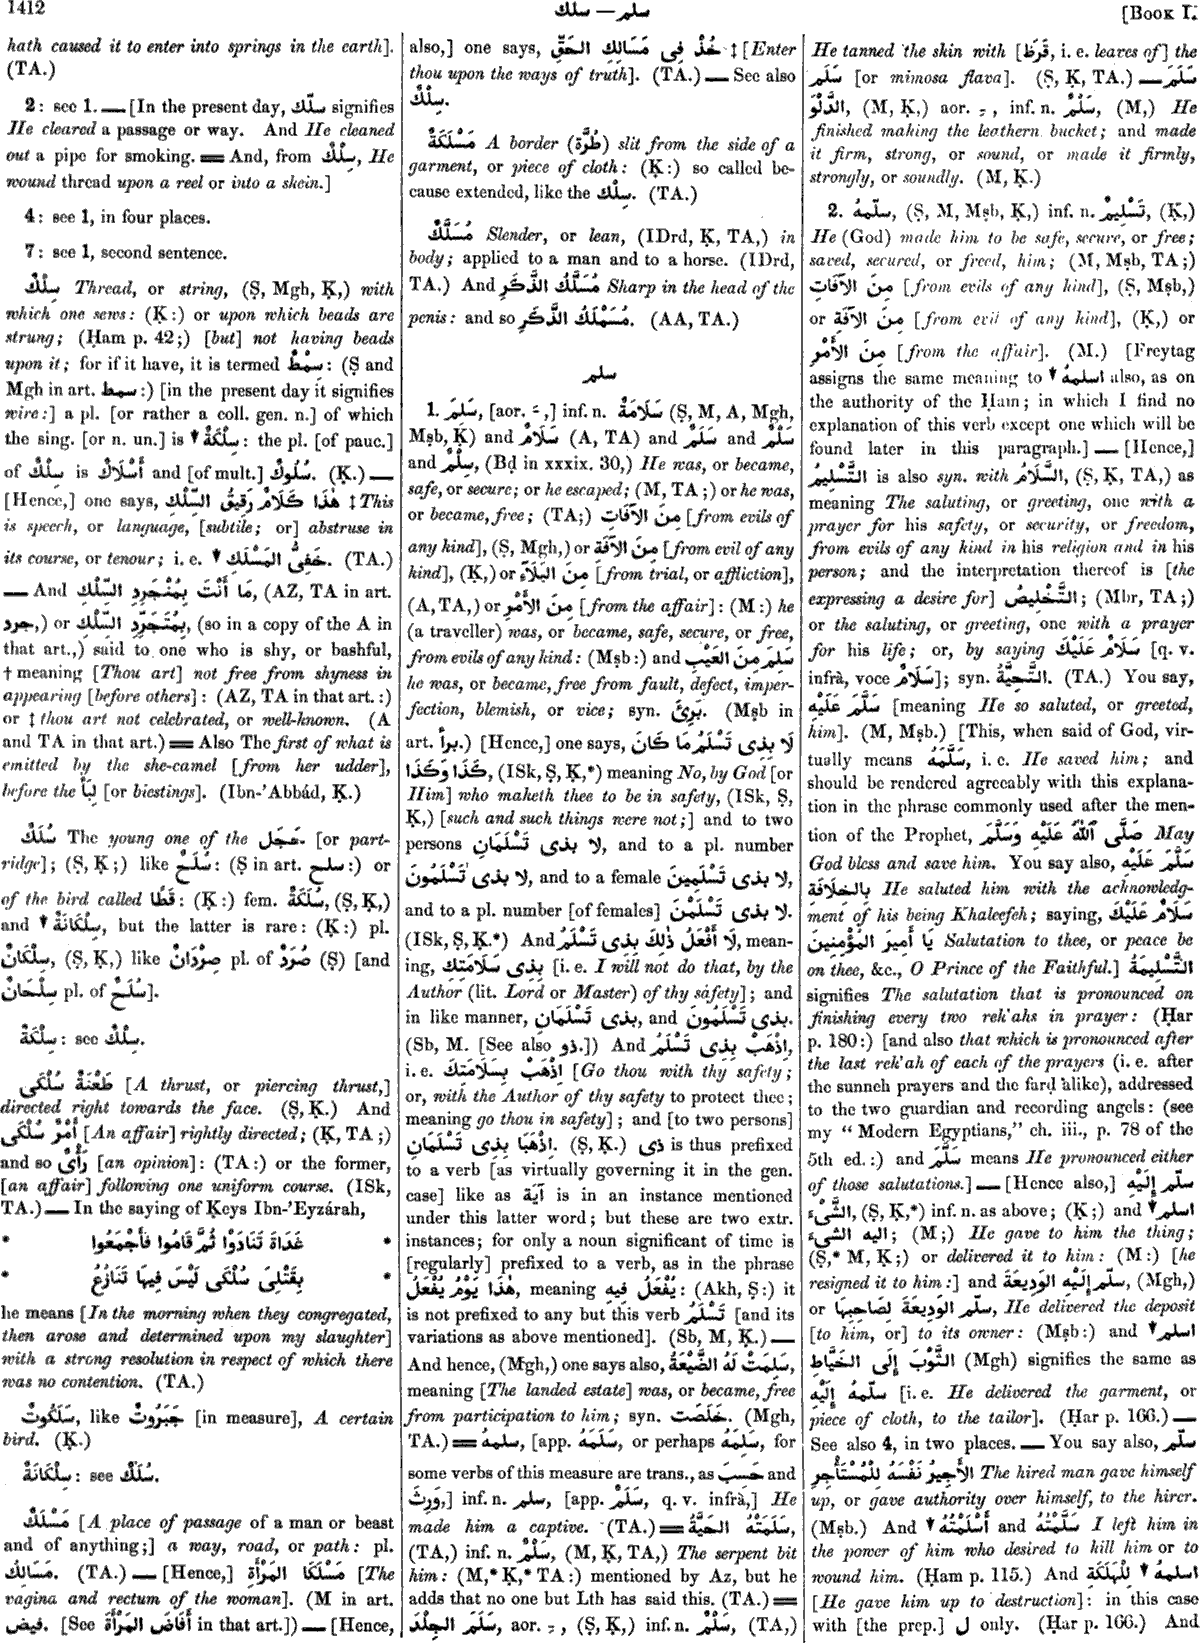 1412
سلك — سلم
[BOOK I.
hath caused it to enter into springs in the earth].
(TA.)
2: see 1. — [In the present day, سلّك signifies
He cleared a passage or way. And He cleaned
out a pipe for smoking. = And, from سِلْكٌ, He
wound thread upon a reel or into a skein.]
4: see 1, in four places.
7: see 1, second sentence.
سِلْكٌ Thread, or string, (Ṣ, Mgh, Ḳ,) with
which one sews: (Ḳ:) or upon which beads are
strung; (Ḥam p. 42;) [but] not having beads
upon it; for if it have, it is termed سِمْطٌ: (Ṣ and
Mgh in art. سمط:) [in the present day it signifies
wire:] a pl. [or rather a coll. gen. n.] of which
the sing. [or n. un.] is ▼ سِلْكَةٌ: the pl. [of pauc.]
of سِلْكٌ is أَسْلَاكٌ and [of mult.] سُلُوكٌ. (Ḳ.) —
[Hence,] one says, هٰذَا كَلَامٌ رَقِيقُ السِّلْكِ ‡ This
is speech, or language, [subtile; or] abstruse in
its course, or tenour; i. e. ▼ خَفِىُّ المَسْلَكِ. (TA.)
— And مَا أَنْتَ بِمُنْجَرِدِ السِّلْكِ, (AZ, TA in art.
جرد,) or بِمُتَجَرِّدِ السِّلْكِ, (so in a copy of the A in
that art.,) said to one who is shy, or bashful,
† meaning [Thou art] not free from shyness in
appearing [before others]: (AZ, TA in that art.:)
or ‡ thou art not celebrated, or well-known. (A
and TA in that art.) = Also The first of what is
emitted by the she-camel [from her udder],
before the لِبَأ [or biestings]. (Ibn-'Abbád, Ḳ.)
سُلَكٌ The young one of the حَجَل [or part-
ridge]; (Ṣ, Ḳ;) like سُلَحٌ: (Ṣ in art. سلح:) or
of the bird called قَطًا: (Ḳ:) fem. سُلَكَةٌ, (Ṣ, Ḳ,)
and ▼ سِلْكَانَةٌ, but the latter is rare: (Ḳ:) pl.
سِلْكَانٌ, (Ṣ, Ḳ,) like صِرْدَانٌ pl. of صُرَدٌ (Ṣ) [and
سِلْحَانٌ pl. of سُلَحٌ].
سِلْكَةٌ: see سِلْكٌ.
طَعْنَةٌ سُلْكَى [A thrust, or piercing thrust,]
directed right towards the face. (Ṣ, Ḳ.) And
أَمْرٌ سُلْكَى [An affair] rightly directed; (Ḳ, TA;)
and so رَأْىٌ [an opinion]: (TA:) or the former,
[an affair] following one uniform course. (ISk,
TA.) — In the saying of Ḳeys Ibn-'Eyzárah,
* غَدَاةَ تَنَادَوْا ثُمَّ قَامُوا فَأَجْمَعُوا *
* بِقَتْلِىَ سُلْكَى لَيْسَ فِيهَا تَنَازُعُ *
he means [In the morning when they congregated,
then arose and determined upon my slaughter]
with a strong resolution in respect of which there
was no contention. (TA.)
سَلَكُوتٌ, like جَبَرُوتٌ [in measure], A certain
bird. (Ḳ.)
سِلْكَانَةٌ: see سُلَكٌ.
مَسْلَكٌ [A place of passage of a man or beast
and of anything;] a way, road, or path: pl.
مَسَالِكُ. (TA.) — [Hence,] مَسْلَكَا المَرْأَةِ [The
vagina and rectum of the woman]. (M in art.
فيض. [See أَفَاضَ المَرْأَةَ in that art.]) — [Hence,
also,] one says, خُذْ فِى مَسَالِكِ الحَقِّ ‡ [Enter
thou upon the ways of truth]. (TA.) — See also
سِلْكٌ.
مَسْلَكَةٌ A border (طُرَّة) slit from the side of a
garment, or piece of cloth: (Ḳ:) so called be-
cause extended, like the سِلْك. (TA.)
مُسَلَّكٌ Slender, or lean, (IDrd, Ḳ, TA,) in
body; applied to a man and to a horse. (IDrd,
TA.) And مُسَلَّكُ الذَّكَرِ Sharp in the head of the
penis: and so مُسَمْلَكُ الذَّكَرِ. (AA, TA.)
سلم
1. سَلِمَ, [aor. ـَ,] inf. n. سَلَامَةٌ (Ṣ, M, A, Mgh,
Mṣb, Ḳ) and سَلَامٌ (A, TA) and سَلَمٌ and سَلْمٌ
and سِلْمٌ, (Bḍ in xxxix. 30,) He was, or became,
safe, or secure; or he escaped; (M, TA;) or he was,
or became, free; (TA;) مِنَ الآفَاتِ [from evils of
any kind], (Ṣ, Mgh,) or مِنَ الآفَةِ [from evil of any
kind], (Ḳ,) or مِنَ البَلَآءِ [from trial, or affliction],
(A, TA,) or مِنَ الأَمْرِ [from the affair]: (M:) he
(a traveller) was, or became, safe, secure, or free,
from evils of any kind: (Mṣb:) and سَلِمَ مِنَ العَيْبِ
he was, or became, free from fault, defect, imper-
fection, blemish, or vice; syn. بَرِئَ. (Mṣb in
art. برأ.) [Hence,] one says, لَا بِذِى تَسْلَمُ مَا كَانَ
كَذَا وَكَذَا, (ISk, Ṣ, Ḳ,*) meaning No, by God [or
Him] who maketh thee to be in safety, (ISk, Ṣ,
Ḳ,) [such and such things were not;] and to two
persons لا بذى تَسْلَمَانِ, and to a pl. number
لا بذى تَسْلَمُونَ, and to a female لا بذى تَسْلَمِينَ,
and to a pl. number [of females] لا بذى تَسْلَمْنَ.
(ISk, Ṣ, Ḳ.*) And لَا أَفْعَلُ ذٰلِكَ بِذِى تَسْلَمُ, mean-
ing, بِذِى سَلَامَتِكَ [i. e. I will not do that, by the
Author (lit. Lord or Master) of thy safety]; and
in like manner, بذى تَسْلَمَانِ, and بذى تَسْلَمُونَ.
(Sb, M. [See also ذو.]) And اِذْهَبْ بِذِى تَسْلَمُ,
i. e. اِذْهَبْ بِسَلَامَتِكَ [Go thou with thy safety;
or, with the Author of thy safety to protect thee;
meaning go thou in safety]; and [to two persons]
اِذْهَبَا بِذِى تَسْلَمَانِ. (Ṣ, Ḳ.) ذى is thus prefixed
to a verb [as virtually governing it in the gen.
case] like as آيَة is in an instance mentioned
under this latter word; but these are two extr.
instances; for only a noun significant of time is
[regularly] prefixed to a verb, as in the phrase
هٰذَا يَوْمُ يُفْعَلُ, meaning يُفْعَلُ فِيهِ: (Akh, Ṣ:) it
is not prefixed to any but this verb تَسْلَمُ [and its
variations as above mentioned]. (Sb, M, Ḳ.) —
And hence, (Mgh,) one says also, سَلِمَتْ لَهُ الضَّيْعَةُ,
meaning [The landed estate] was, or became, free
from participation to him; syn. خَلَصَت. (Mgh,
TA.) = سلمهُ, [app. سَلَمَهُ, or perhaps سَلِمَهُ, for
some verbs of this measure are trans., as حَسِبَ and
وَرِثَ,] inf. n. سلم, [app. سَلَمٌ, q. v. infrà,] He
made him a captive. (TA.) = سَلَمَتْهُ الحَيَّةُ,
(TA,) inf. n. سَلْمٌ, (M, Ḳ, TA,) The serpent bit
him: (M,* Ḳ,* TA:) mentioned by Az, but he
adds that no one but Lth has said this. (TA.) =
سَلَمَ الجِلْدَ, aor. ـِ, (Ṣ, Ḳ,) inf. n. سَلْمٌ, (TA,)
He tanned the skin with [قَرَظ, i. e. leaves of] the
سَلَم [or mimosa flava]. (Ṣ, Ḳ, TA.) — سَلَمَ
الدَّلْوَ, (M, Ḳ,) aor. ـِ, inf. n. سَلْمٌ, (M,) He
finished making the leathern bucket; and made
it firm, strong, or sound, or made it firmly,
strongly, or soundly. (M, Ḳ.)
2. سلّمهُ, (Ṣ, M, Mṣb, Ḳ,) inf. n. تَسْلِيمٌ, (Ḳ,)
He (God) made him to be safe, secure, or free;
saved, secured, or freed, him; (M, Mṣb, TA;)
مِنَ الآفَاتِ [from evils of any kind], (Ṣ, Mṣb,)
or مِنَ الآفَةِ [from evil of any kind], (Ḳ,) or
مِنَ الأَمْرِ [from the affair]. (M.) [Freytag
assigns the same meaning to ▼ اسلمهُ also, as on
the authority of the Ḥam; in which I find no
explanation of this verb except one which will be
found later in this paragraph.] — [Hence,]
التَّسْلِيمُ is also syn. with السَّلَامُ, (Ṣ, Ḳ, TA,) as
meaning The saluting, or greeting, one with a
prayer for his safety, or security, or freedom,
from evils of any kind in his religion and in his
person; and the interpretation thereof is [the
expressing a desire for] التَّخْلِيصُ; (Mbr, TA;)
or the saluting, or greeting, one with a prayer
for his life; or, by saying سَلَامٌ عَلَيْكَ [q. v.
infrà, voce سَلَامٌ]; syn. التَّحِيَّةُ. (TA.) You say,
سَلَّمَ عَلَيْهِ [meaning He so saluted, or greeted,
him]. (M, Mṣb.) [This, when said of God, vir-
tually means سَلَّمَهُ, i. e. He saved him; and
should be rendered agreeably with this explana-
tion in the phrase commonly used after the men-
tion of the Prophet, صَلَّى ٱللّٰهُ عَلَيْهِ وَسَلَّمَ May
God bless and save him. You say also, سَلَّمَ عَلَيْهِ
بِالخِلَافَةِ He saluted him with the acknowledg-
ment of his being Khaleefeh; saying, سَلَامٌ عَلَيْكَ
يَا أَمِيرَ المُؤْمِنِينَ Salutation to thee, or peace be
on thee, &c., O Prince of the Faithful.] التَّسْلِيمَةُ
signifies The salutation that is pronounced on
finishing every two rek'ahs in prayer: (Ḥar
p. 180:) [and also that which is pronounced after
the last rek'ah of each of the prayers (i. e. after
the sunneh prayers and the farḍ alike), addressed
to the two guardian and recording angels: (see
my “Modern Egyptians,” ch. iii., p. 78 of the
5th ed.:) and سَلَّمَ means He pronounced either
of those salutations.] — [Hence also,] سلّم إِلَيْهِ
الشَّىْءَ, (Ṣ, Ḳ,*) inf. n. as above; (Ḳ;) and ▼ اسلم
اليه الشىءَ; (M;) He gave to him the thing;
(Ṣ,* M, Ḳ;) or delivered it to him: (M:) [he
resigned it to him:] and سلّم إِلَيْهِ الوَدِيعَةَ, (Mgh,)
or سلّم الوَدِيعَةَ لِصَاحِبِهَا, He delivered the deposit
[to him, or] to its owner: (Mṣb:) and ▼ اسلم
الثَّوْبَ إِلَى الخَيَّاطِ (Mgh) signifies the same as
سلّمهُ إِلَيْهِ [i. e. He delivered the garment, or
piece of cloth, to the tailor]. (Ḥar p. 166.) —
See also 4, in two places. — You say also, سلّم
الأَجِيرُ نَفْسَهُ لِلْمُسْتَأْجِرِ The hired man gave himself
up, or gave authority over himself, to the hirer.
(Mṣb.) And ▼ أَسْلَمْتُهُ and سَلَّمْتُهُ I left him in
the power of him who desired to kill him or to
wound him. (Ḥam p. 115.) And ▼ اسلمهُ لِلْهَلَكَةِ
[He gave him up to destruction]: in this case
with [the prep.] لِ only. (Ḥar p. 166.) And